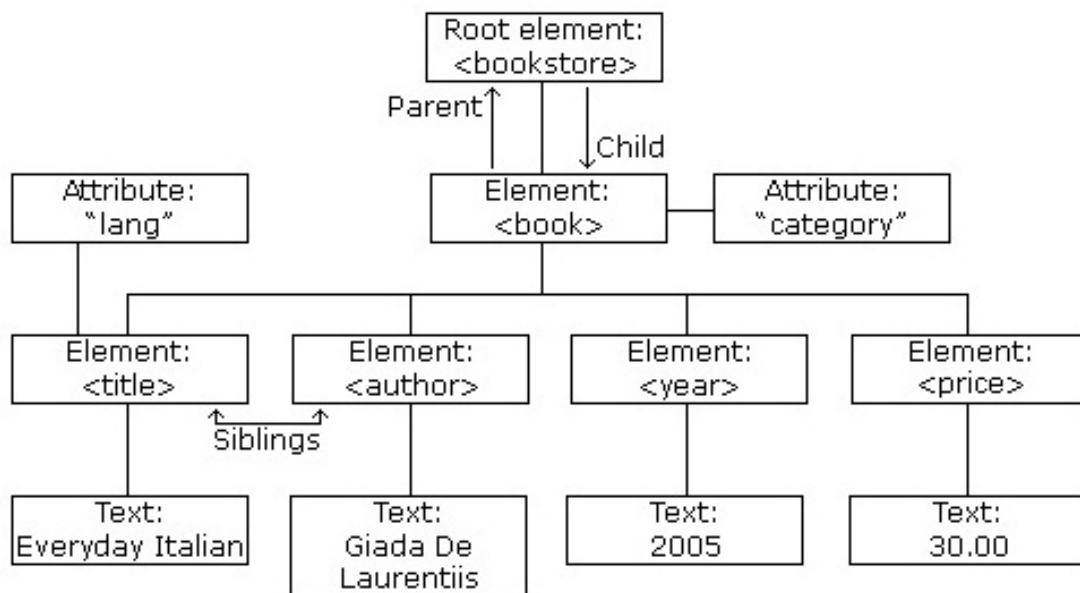 Root element:
<bookstore>
Parent
Child
Attribute:
“lang”
Element:
<book>
Attribute:
“category”
Element:
<title>
Element:
<author>
Element:
<year>
Element:
<price>
Siblings
Text:
Everyday Italian
Text:
Giada De
Laurentiis
Text:
2005
Text:
30.00